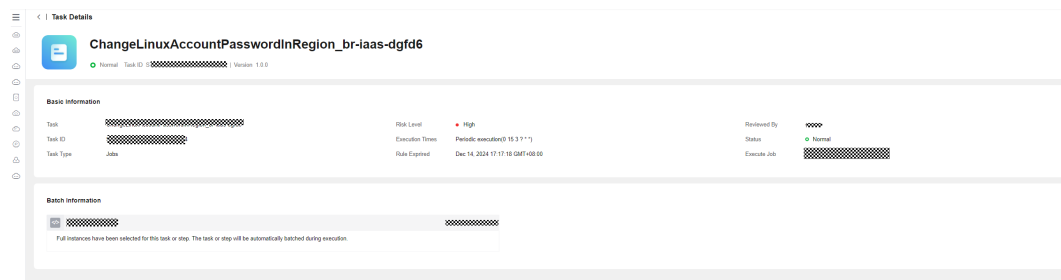 Task Details
ChangeLinuxAccountPasswordInRegion_br-iaas-dgfd6
Normal Task ID S | Version 1.0.0
Basic Information
Task
Risk Level High
Reviewed By
Task ID
Execution Times Periodic execution(0 15 3 ? * *)
Status Normal
Task Type Jobs
Rule Exprired Dec 14, 2024 17:17:18 GMT+08:00
Execute Job
Batch Information
Full instances have been selected for this task or step. The task or step will be automatically batched during execution